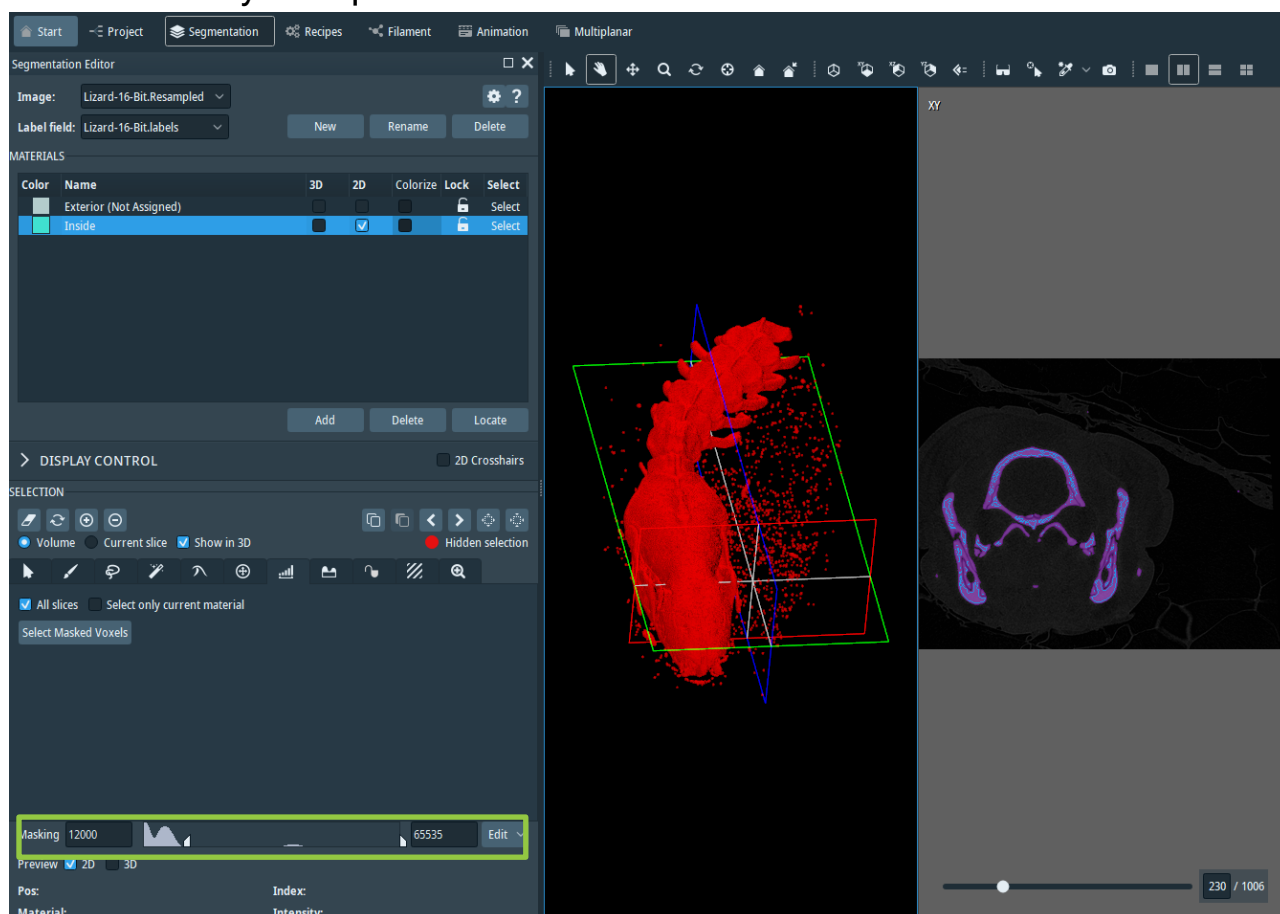 Start Project Segmentation Recipes Filament Animation Multiplanar
Segmentation Editor
Image: Lizard-16-Bit.Resampled ?
Label field: Lizard-16-Bit.labels New Rename Delete
MATERIALS
Color Name 3D 2D Colorize Lock Select
Exterior (Not Assigned) Select
Inside Select
Add Delete Locate
DISPLAY CONTROL 2D Crosshairs
SELECTION
Volume Current slice Show in 3D Hidden selection
All slices Select only current material
Select Masked Voxels
Masking 12000 65535 Edit
Preview 2D 3D
Pos: Index:
Material: Intensity:
XY
230 / 1006